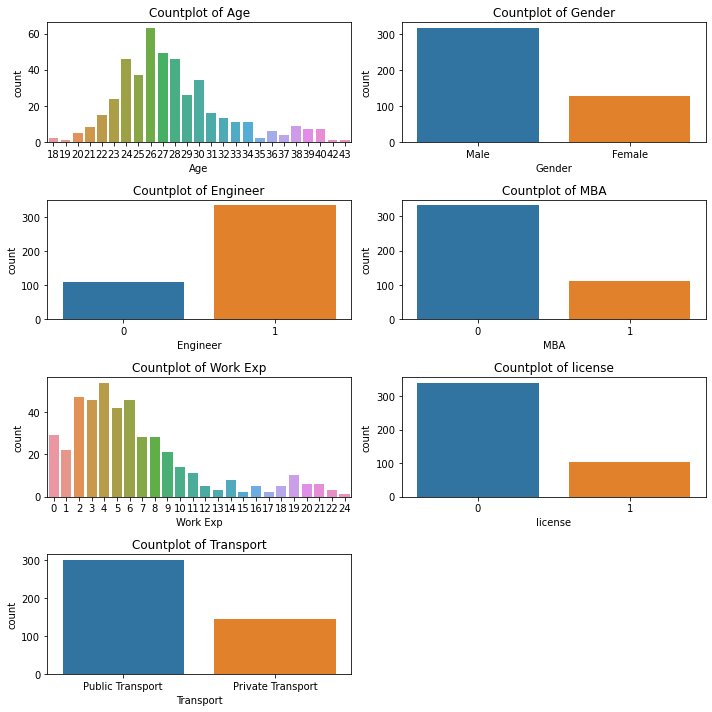 Countplot of Age
60
40
20
0
count
18 19 20 21 22 23 24 25 26 27 28 29 30 31 32 33 34 35 36 37 38 39 40 42 43
Age
Countplot of Gender
300
200
100
0
count
Male Female
Gender
Countplot of Engineer
300
200
100
0
count
0 1
Engineer
Countplot of MBA
300
200
100
0
count
0 1
MBA
Countplot of Work Exp
40
20
0
count
0 1 2 3 4 5 6 7 8 9 10 11 12 13 14 15 16 17 18 19 20 21 22 24
Work Exp
Countplot of license
300
200
100
0
count
0 1
license
Countplot of Transport
300
200
100
0
count
Public Transport Private Transport
Transport